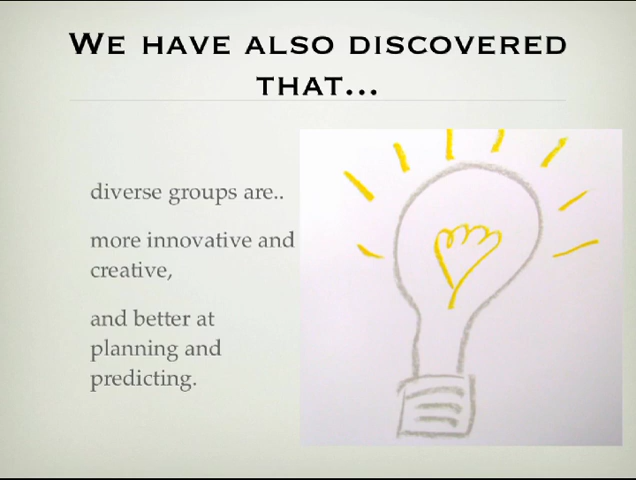 WE HAVE ALSO DISCOVERED
THAT...
diverse groups are..
more innovative and
creative,
and better at
planning and
predicting.